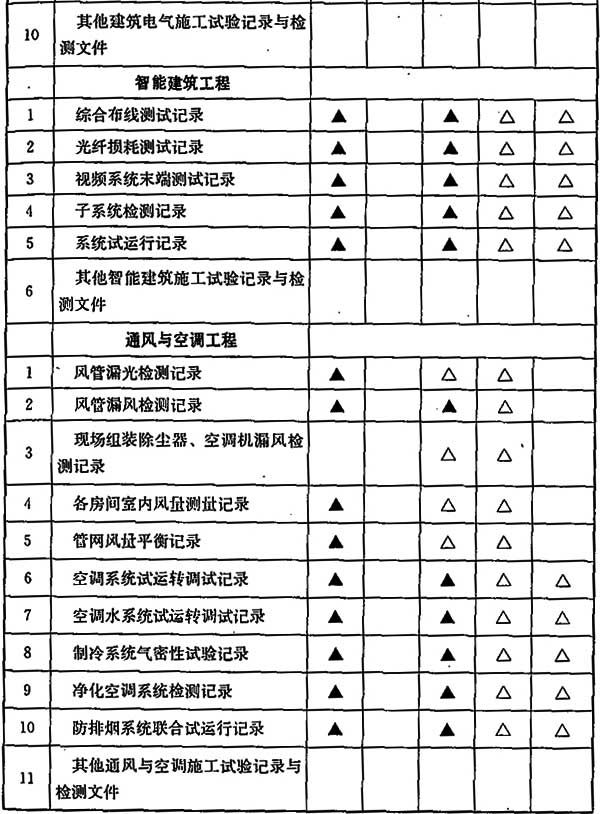 10 其他建筑电气施工试验记录与检
测文件
智能建筑工程
1 综合布线测试记录 ▲ ▲ △ △
2 光纤损耗测试记录 ▲ ▲ △ △
3 视频系统末端测试记录 ▲ ▲ △ △
4 子系统检测记录 ▲ ▲ △ △
5 系统试运行记录 ▲ ▲ △ △
6 其他智能建筑施工试验记录与检
测文件
通风与空调工程
1 风管漏光检测记录 ▲ △ △
2 风管漏风检测记录 ▲ ▲ △
3 现场组装除尘器、空调机漏风检
测记录 △ △
4 各房间室内风量测量记录 ▲ △ △
5 管网风量平衡记录 ▲ △ △
6 空调系统试运转调试记录 ▲ ▲ △ △
7 空调水系统试运转调试记录 ▲ ▲ △ △
8 制冷系统气密性试验记录 ▲ ▲ △ △
9 净化空调系统检测记录 ▲ ▲ △ △
10 防排烟系统联合试运行记录 ▲ ▲ △ △
11 其他通风与空调施工试验记录与
检测文件